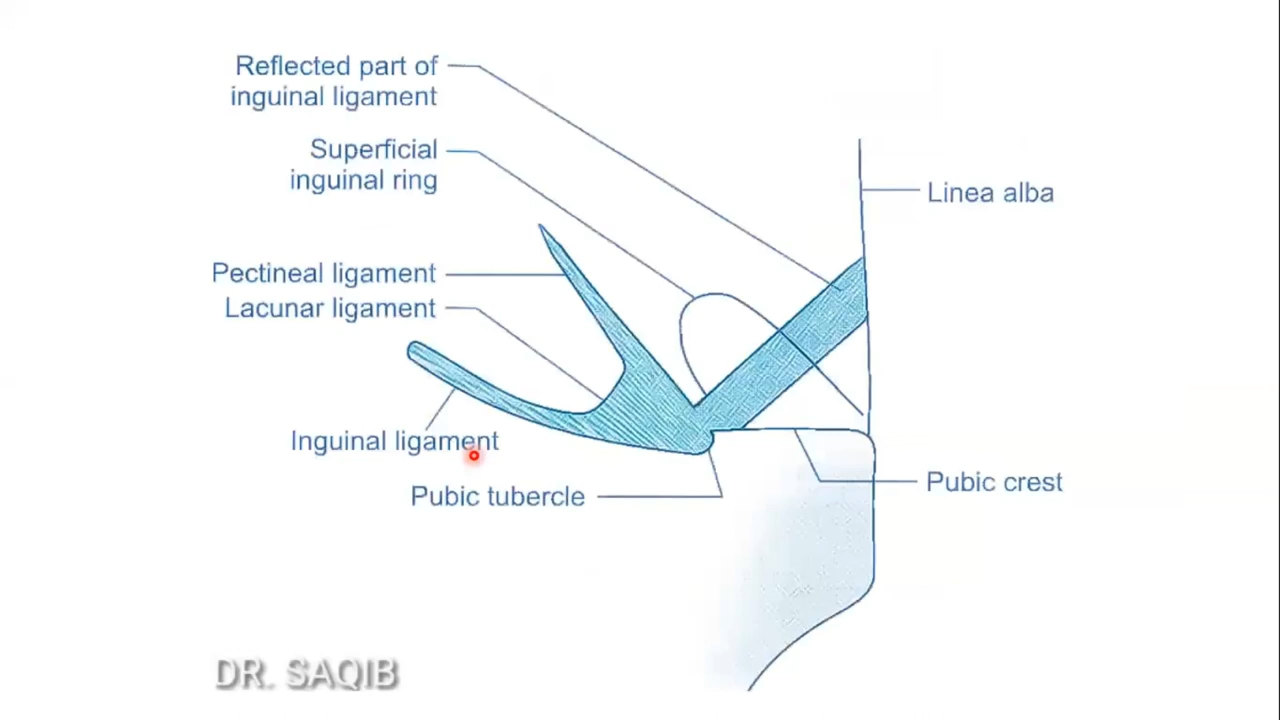 Reflected part of
inguinal ligament
Superficial
inguinal ring
Linea alba
Pectineal ligament
Lacunar ligament
Inguinal ligament
Pubic tubercle
Pubic crest
DR. SAQIB